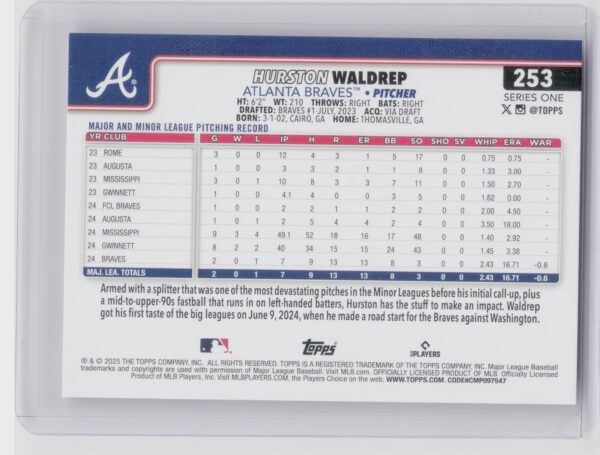 A
HURSTON WALDREP
ATLANTA BRAVES™ • PITCHER
253
SERIES ONE
X @TOPPS
HT: 6'2" WT: 210 THROWS: RIGHT BATS: RIGHT
DRAFTED: BRAVES #1-JULY, 2023 ACQ: VIA DRAFT
BORN: 3-1-02, CAIRO, GA HOME: THOMASVILLE, GA
MAJOR AND MINOR LEAGUE PITCHING RECORD
YR CLUB G W L IP H R ER BB SO SHO SV WHIP ERA WAR
23 ROME 3 0 0 12 4 3 1 5 17 0 0 0.75 0.75 -
23 AUGUSTA 1 0 0 3 3 2 1 1 8 0 0 1.33 3.00 -
23 MISSISSIPPI 3 0 1 10 8 3 3 7 11 0 0 1.50 2.70 -
23 GWINNETT 1 0 0 4.1 4 0 0 3 5 0 0 1.62 0.00 -
24 FCL BRAVES 1 0 0 2 2 1 1 2 2 0 0 2.00 4.50 -
24 AUGUSTA 1 0 1 2 5 4 4 2 4 0 0 3.50 18.00 -
24 MISSISSIPPI 9 3 4 49.1 52 18 16 17 48 0 0 1.40 2.92 -
24 GWINNETT 8 2 2 40 34 15 15 24 43 0 0 1.45 3.38 -
24 BRAVES 2 0 1 7 9 13 13 8 3 0 0 2.43 16.71 -0.6
MAJ. LEA. TOTALS 2 0 1 7 9 13 13 8 3 0 0 2.43 16.71 -0.6
Armed with a splitter that was one of the most devastating pitches in the Minor Leagues before his initial call-up, plus
a mid-to-upper-90s fastball that runs in on left-handed batters, Hurston has the stuff to make an impact. Waldrep
got his first taste of the big leagues on June 9, 2024, when he made a road start for the Braves against Washington.
Topps
PLAYERS
® & © 2025 THE TOPPS COMPANY, INC. ALL RIGHTS RESERVED. TOPPS IS A REGISTERED TRADEMARK OF THE TOPPS COMPANY, INC. Major League Baseball
trademarks and copyrights are used with permission of Major League Baseball. Visit MLB.com. OFFICIALLY LICENSED PRODUCT OF MLB. Officially Licensed
Product of MLB Players, Inc. Visit MLBPLAYERS.com, the Players Choice on the web. WWW.TOPPS.COM. CODE#CMP097547